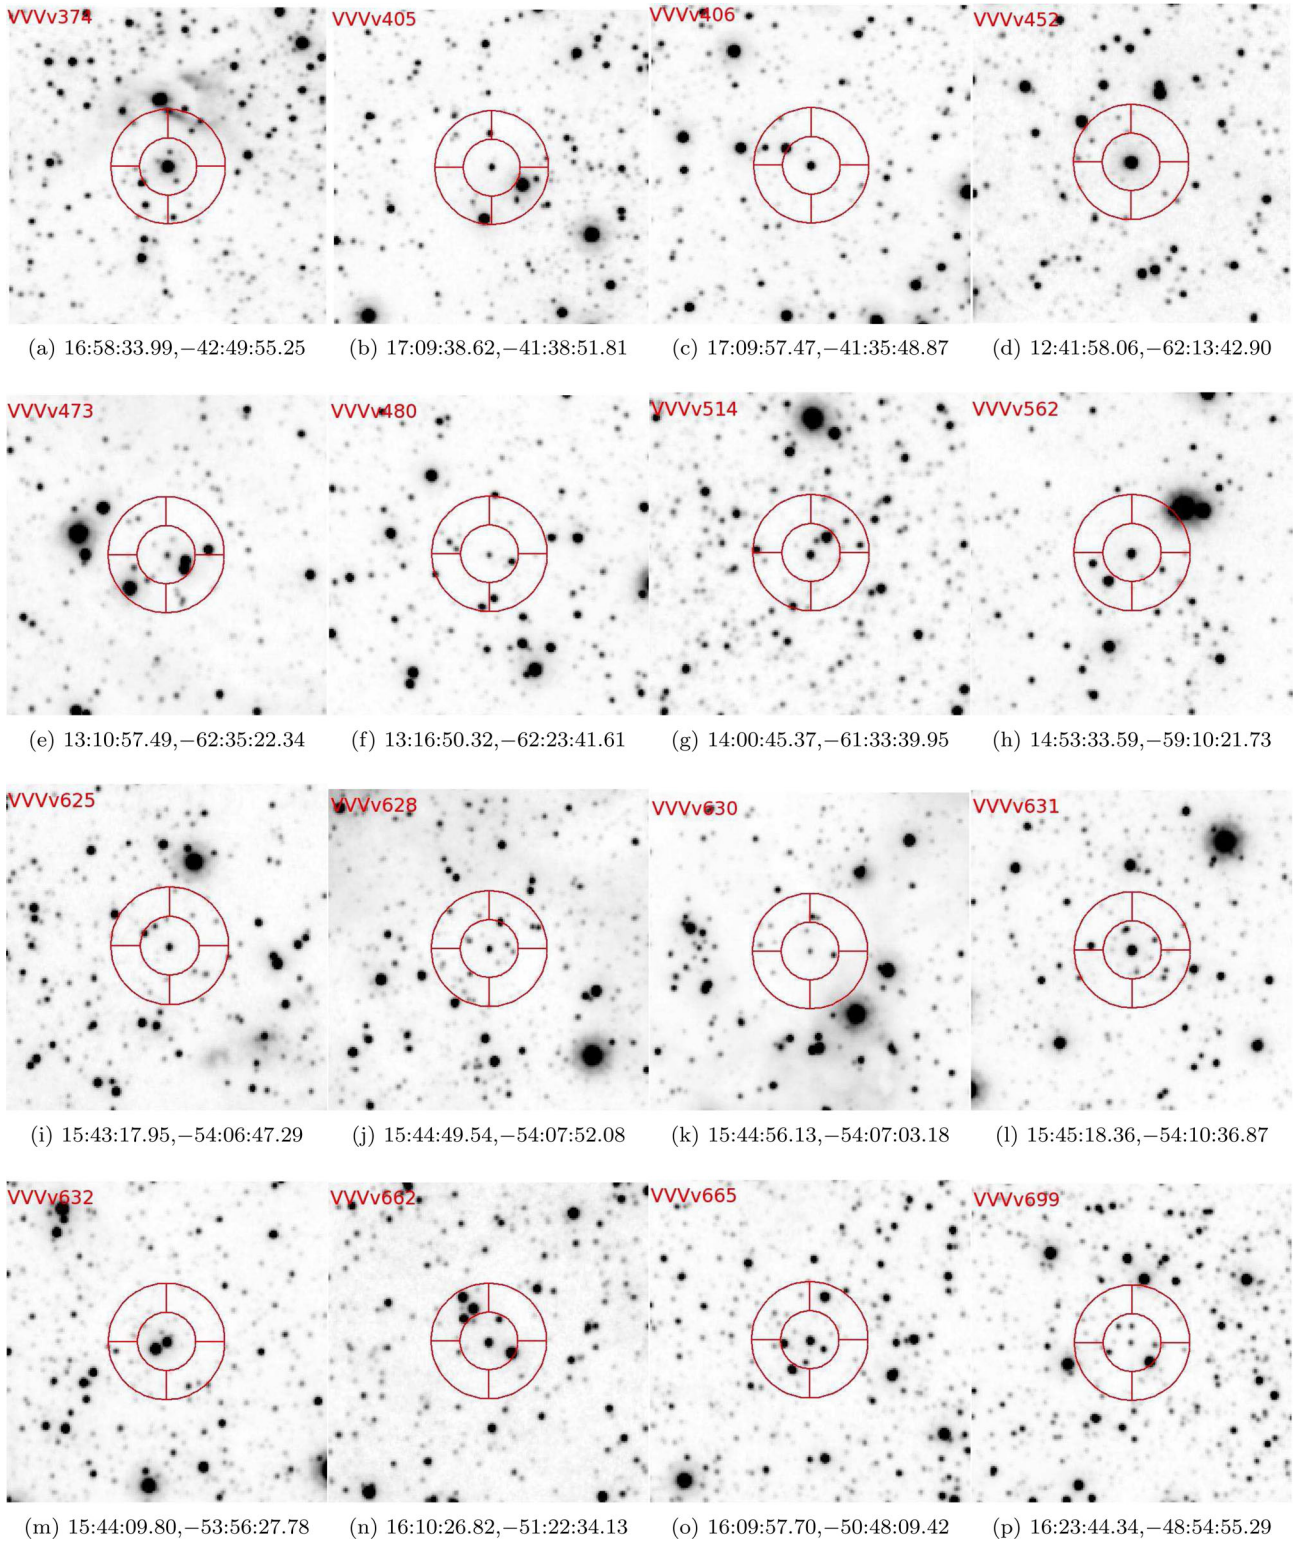 VVVv374 VVVv405 VVVv406 VVVv452
(a) 16:58:33.99,−42:49:55.25 (b) 17:09:38.62,−41:38:51.81 (c) 17:09:57.47,−41:35:48.87 (d) 12:41:58.06,−62:13:42.90
VVVv473 VVVv480 VVVv514 VVVv562
(e) 13:10:57.49,−62:35:22.34 (f) 13:16:50.32,−62:23:41.61 (g) 14:00:45.37,−61:33:39.95 (h) 14:53:33.59,−59:10:21.73
VVVv625 VVVv628 VVVv630 VVVv631
(i) 15:43:17.95,−54:06:47.29 (j) 15:44:49.54,−54:07:52.08 (k) 15:44:56.13,−54:07:03.18 (l) 15:45:18.36,−54:10:36.87
VVVv632 VVVv662 VVVv665 VVVv699
(m) 15:44:09.80,−53:56:27.78 (n) 16:10:26.82,−51:22:34.13 (o) 16:09:57.70,−50:48:09.42 (p) 16:23:44.34,−48:54:55.29